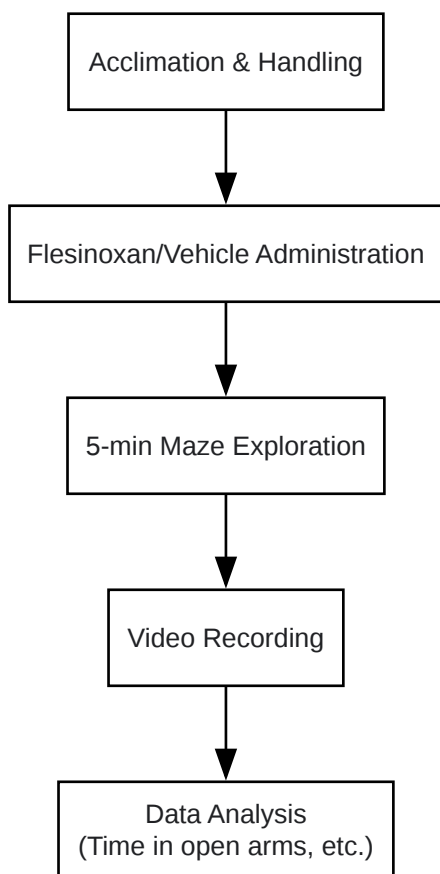 Acclimation & Handling
Flesinoxan/Vehicle Administration
5-min Maze Exploration
Video Recording
Data Analysis
(Time in open arms, etc.)